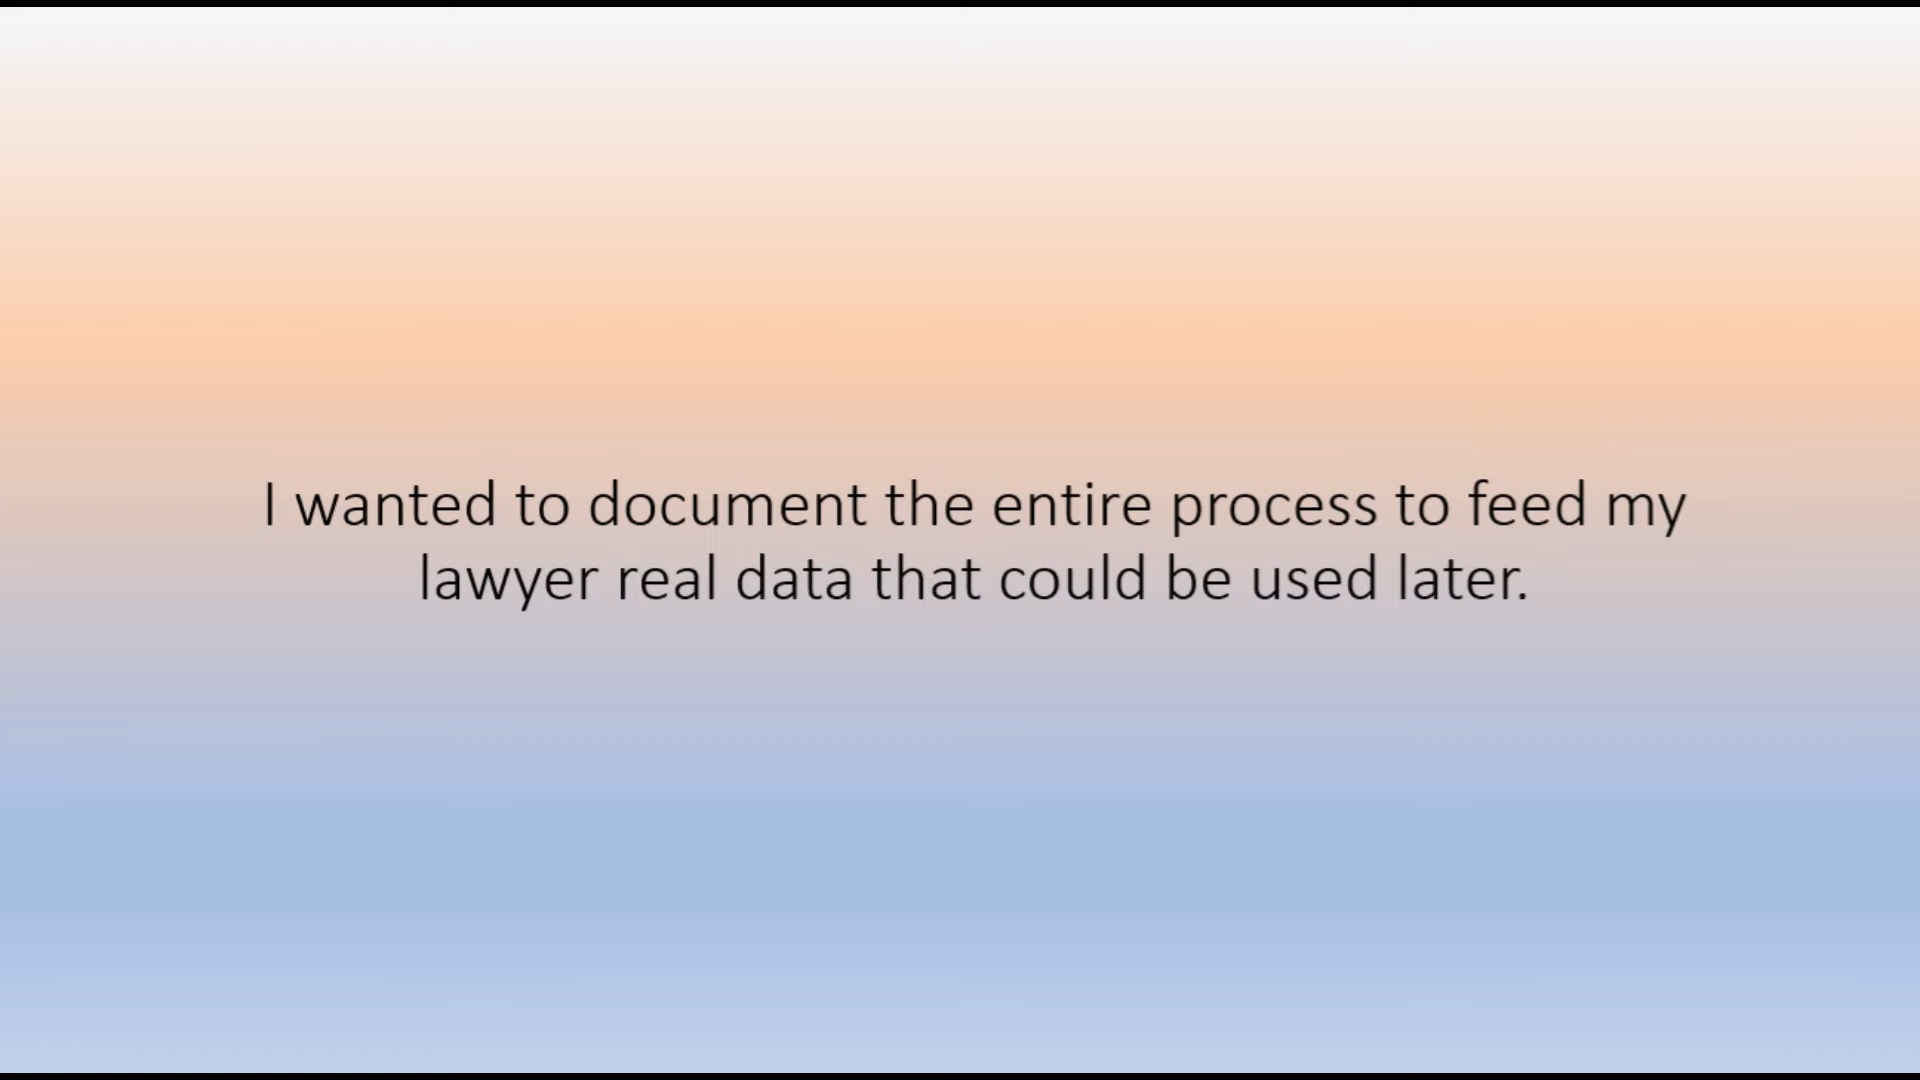 I wanted to document the entire process to feed my
lawyer real data that could be used later.